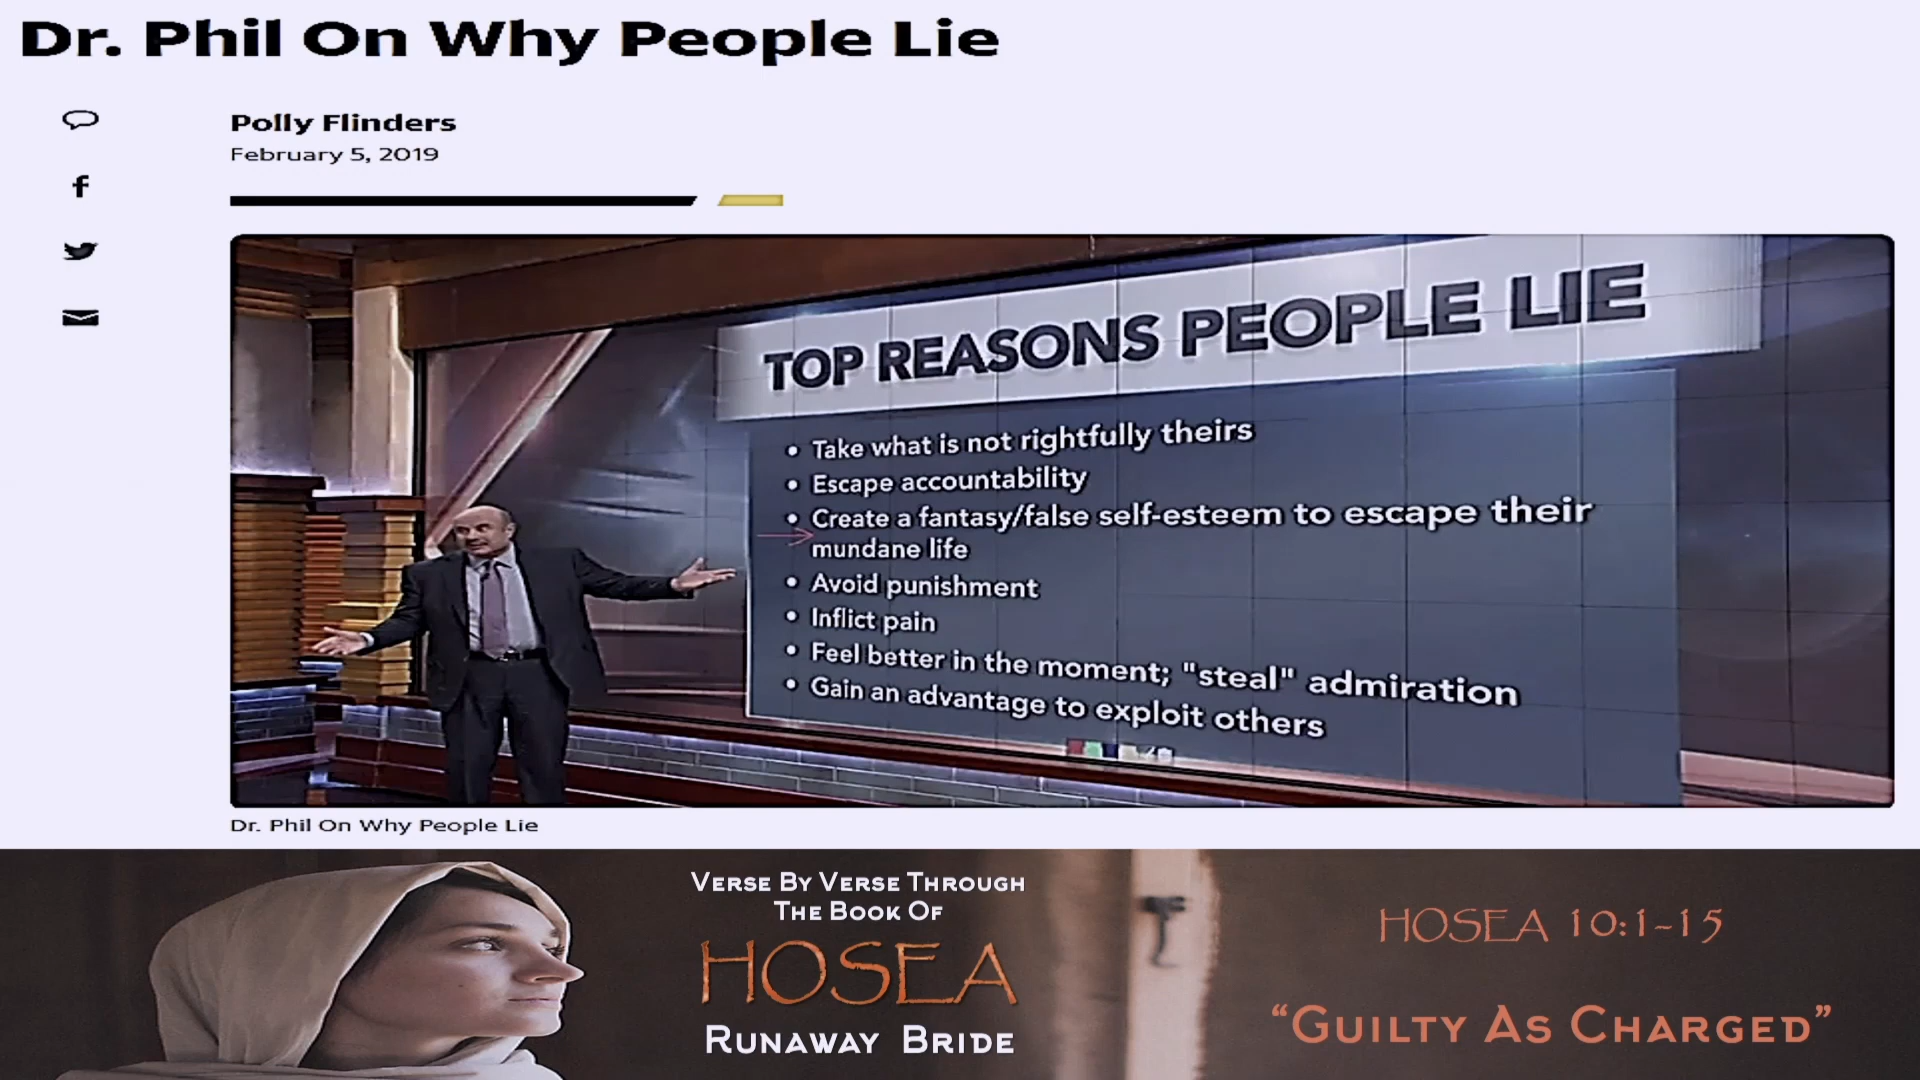 Dr. Phil On Why People Lie
Polly Flinders
February 5, 2019
TOP REASONS PEOPLE LIE
• Take what is not rightfully theirs
• Escape accountability
• Create a fantasy/false self-esteem to escape their
mundane life
• Avoid punishment
• Inflict pain
• Feel better in the moment; "steal" admiration
• Gain an advantage to exploit others
Dr. Phil On Why People Lie
VERSE BY VERSE THROUGH
THE BOOK OF
HOSEA
RUNAWAY BRIDE
HOSEA 10:1-15
“GUILTY AS CHARGED”